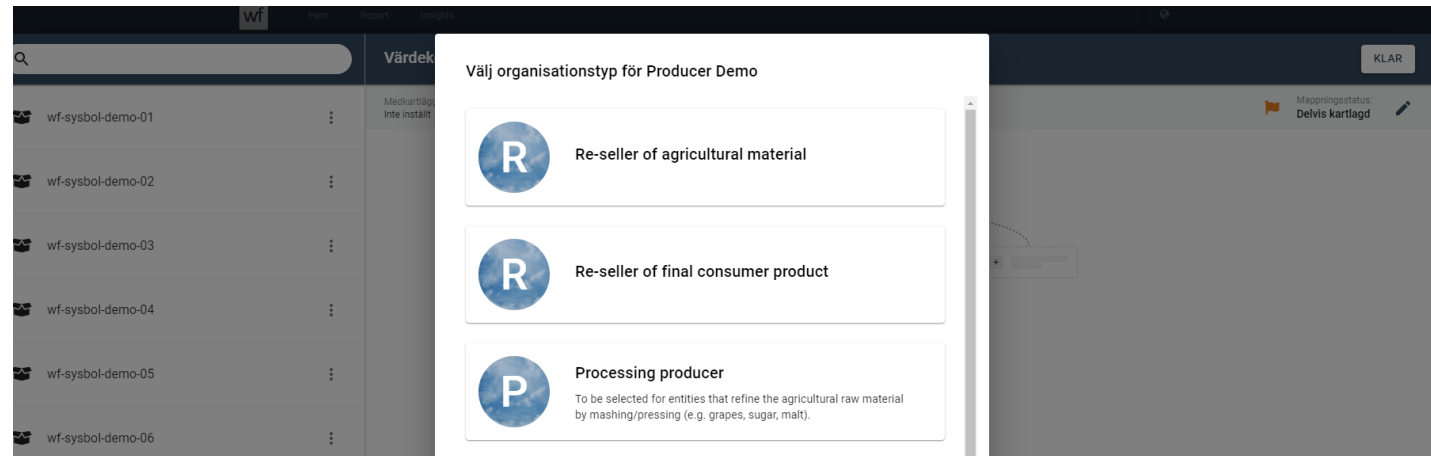 wf Hem Report Insights
Värdek
KLAR
Medkartlägg
Inte inställt
Mappningsstatus:
Delvis kartlagd
wf-sysbol-demo-01
wf-sysbol-demo-02
wf-sysbol-demo-03
wf-sysbol-demo-04
wf-sysbol-demo-05
wf-sysbol-demo-06
Välj organisationstyp för Producer Demo
R
Re-seller of agricultural material
R
Re-seller of final consumer product
P
Processing producer
To be selected for entities that refine the agricultural raw material
by mashing/pressing (e.g. grapes, sugar, malt).